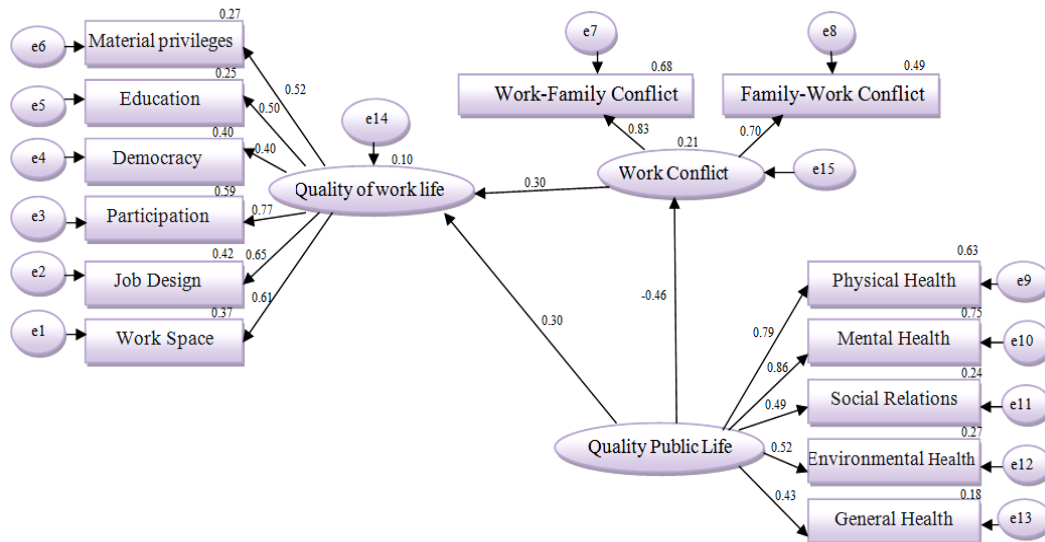 0.27
e6
Material privileges
0.25
e5
Education
0.40
e4
Democracy
0.59
e3
Participation
0.42
e2
Job Design
0.37
e1
Work Space
0.52
0.50
0.40
0.77
0.65
0.61
e14
0.10
Quality of work life
e7
0.68
Work-Family Conflict
e8
0.49
Family-Work Conflict
0.83
0.70
0.21
Work Conflict
e15
0.30
-0.46
0.30
Quality Public Life
0.79
0.86
0.49
0.52
0.43
0.63
Physical Health
e9
0.75
Mental Health
e10
0.24
Social Relations
e11
0.27
Environmental Health
e12
0.18
General Health
e13